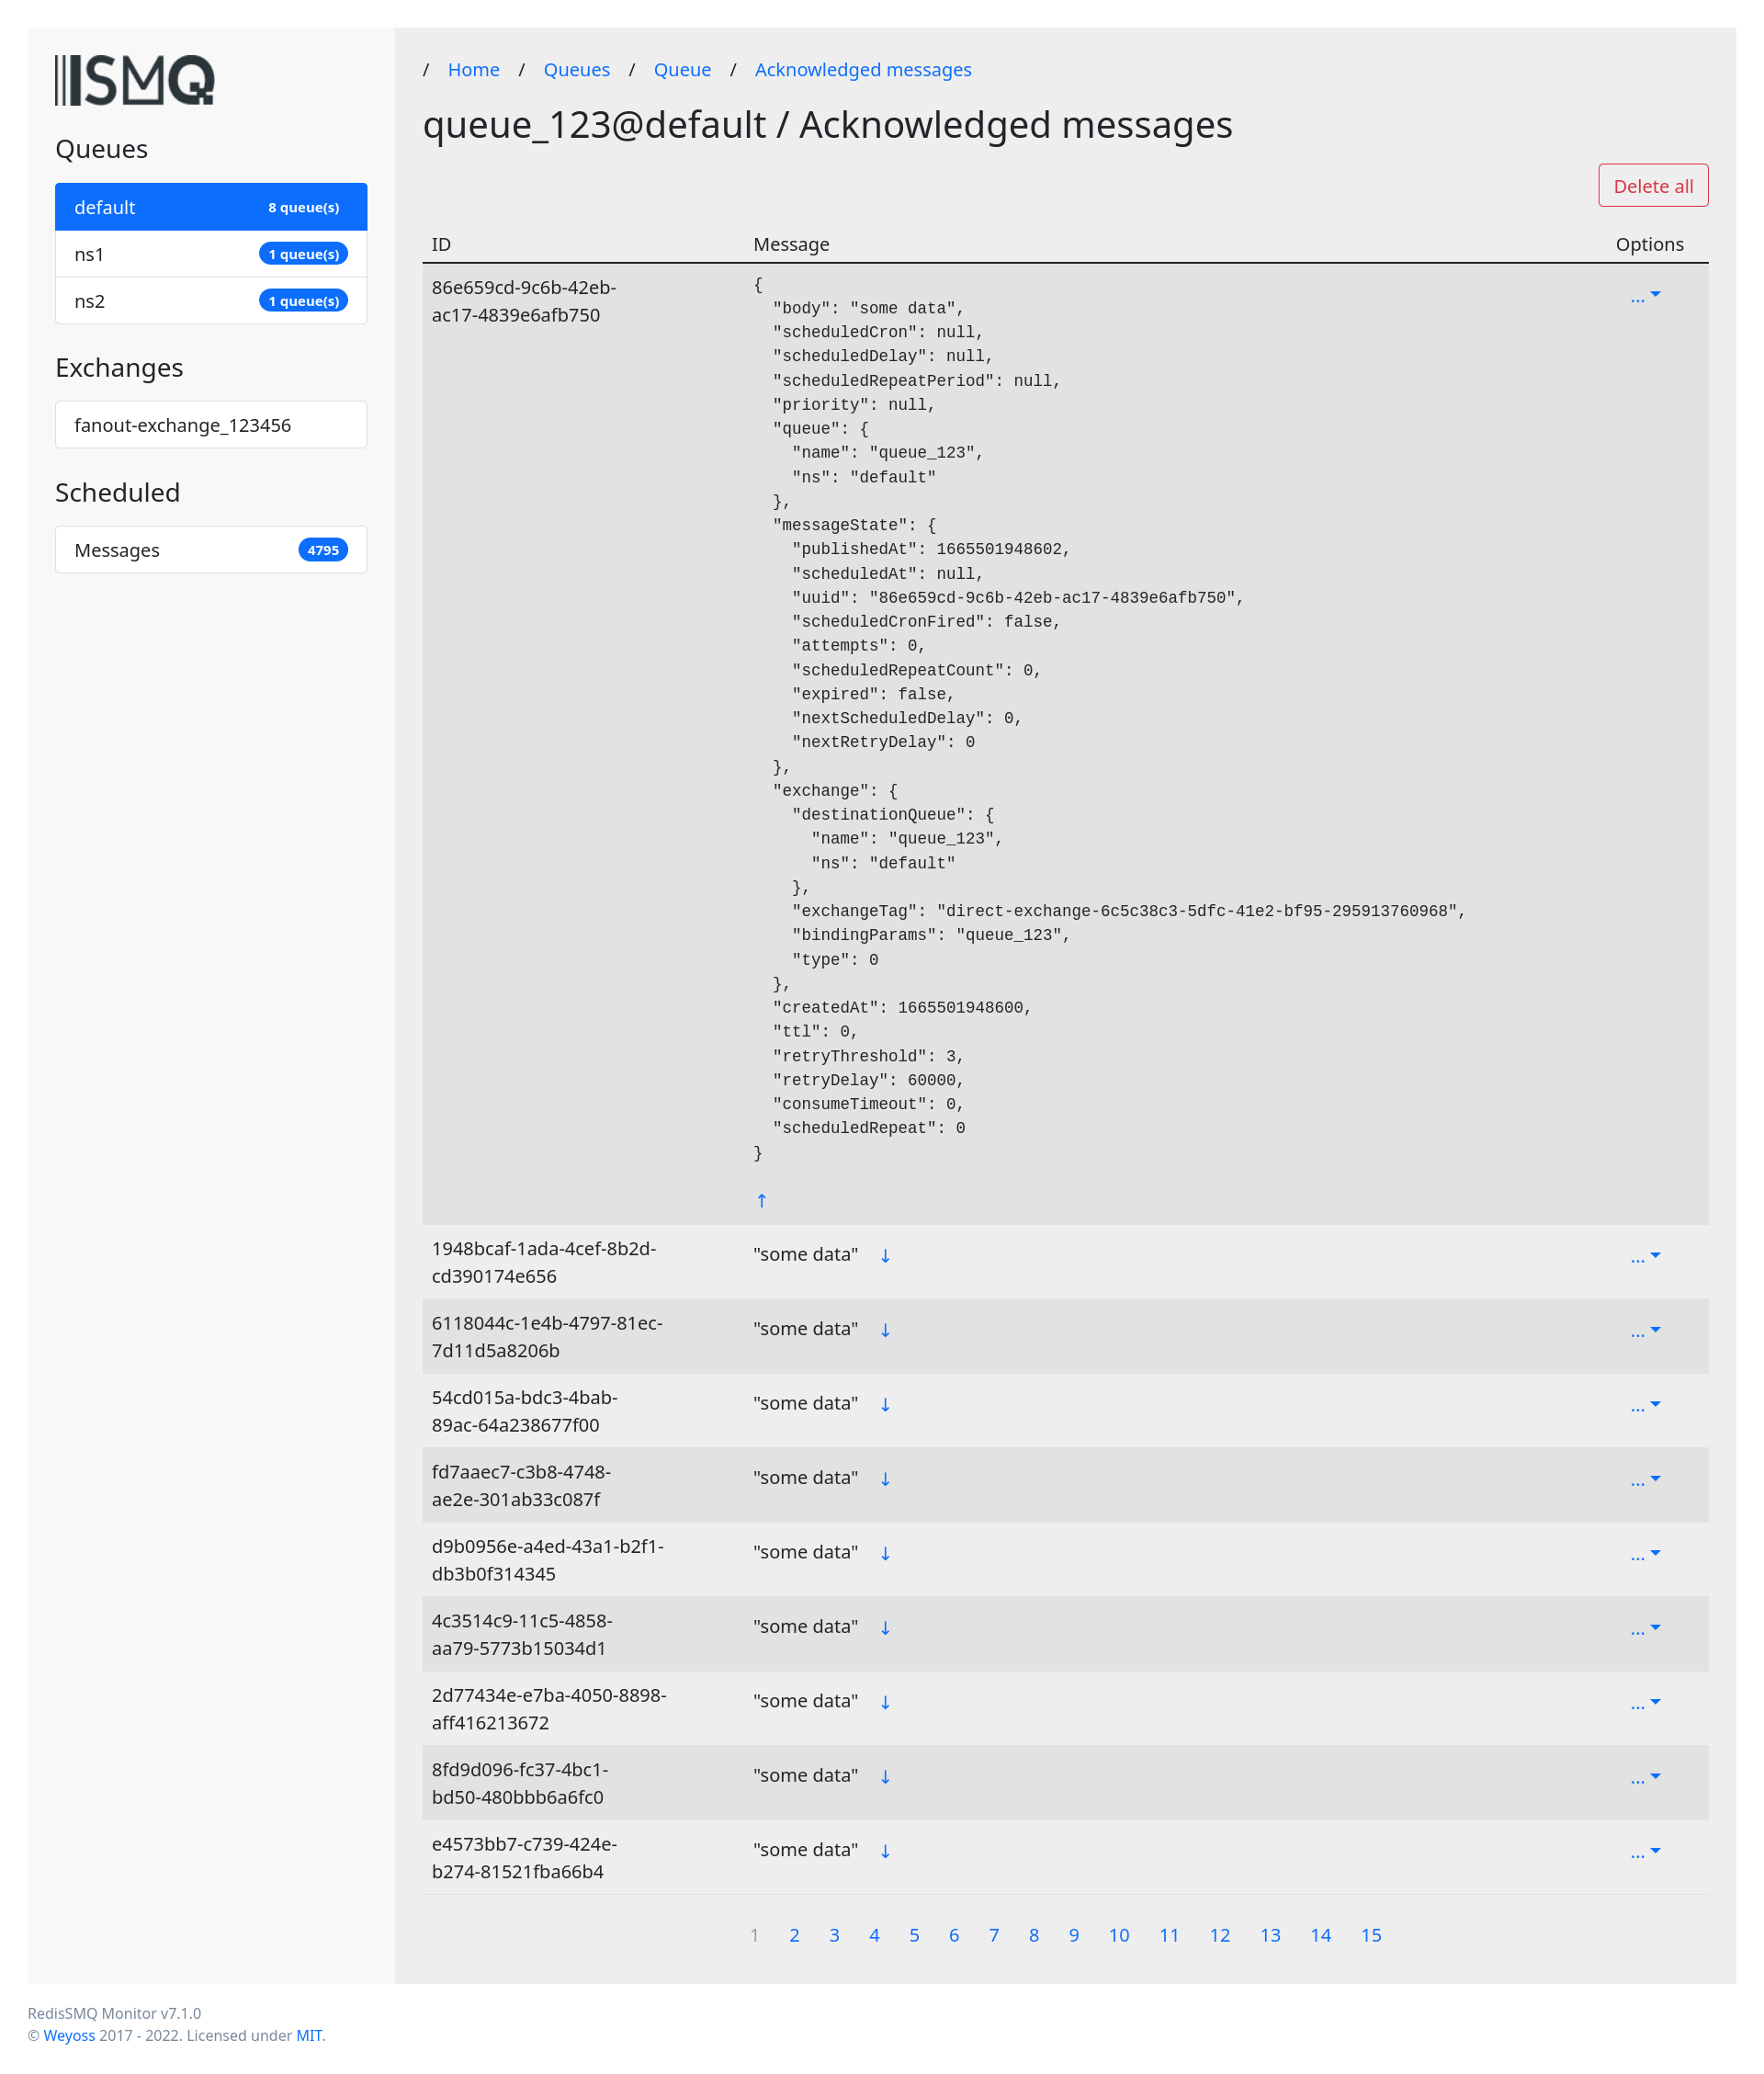 SMQ
Queues
default 8 queue(s)
ns1 1 queue(s)
ns2 1 queue(s)
Exchanges
fanout-exchange_123456
Scheduled
Messages 4795
/ Home / Queues / Queue / Acknowledged messages
queue_123@default / Acknowledged messages
Delete all
ID Message Options
86e659cd-9c6b-42eb-
ac17-4839e6afb750
{
  "body": "some data",
  "scheduledCron": null,
  "scheduledDelay": null,
  "scheduledRepeatPeriod": null,
  "priority": null,
  "queue": {
    "name": "queue_123",
    "ns": "default"
  },
  "messageState": {
    "publishedAt": 1665501948602,
    "scheduledAt": null,
    "uuid": "86e659cd-9c6b-42eb-ac17-4839e6afb750",
    "scheduledCronFired": false,
    "attempts": 0,
    "scheduledRepeatCount": 0,
    "expired": false,
    "nextScheduledDelay": 0,
    "nextRetryDelay": 0
  },
  "exchange": {
    "destinationQueue": {
      "name": "queue_123",
      "ns": "default"
    },
    "exchangeTag": "direct-exchange-6c5c38c3-5dfc-41e2-bf95-295913760968",
    "bindingParams": "queue_123",
    "type": 0
  },
  "createdAt": 1665501948600,
  "ttl": 0,
  "retryThreshold": 3,
  "retryDelay": 60000,
  "consumeTimeout": 0,
  "scheduledRepeat": 0
}
↑
...
1948bcaf-1ada-4cef-8b2d-
cd390174e656
"some data" ↓ ...
6118044c-1e4b-4797-81ec-
7d11d5a8206b
"some data" ↓ ...
54cd015a-bdc3-4bab-
89ac-64a238677f00
"some data" ↓ ...
fd7aaec7-c3b8-4748-
ae2e-301ab33c087f
"some data" ↓ ...
d9b0956e-a4ed-43a1-b2f1-
db3b0f314345
"some data" ↓ ...
4c3514c9-11c5-4858-
aa79-5773b15034d1
"some data" ↓ ...
2d77434e-e7ba-4050-8898-
aff416213672
"some data" ↓ ...
8fd9d096-fc37-4bc1-
bd50-480bbb6a6fc0
"some data" ↓ ...
e4573bb7-c739-424e-
b274-81521fba66b4
"some data" ↓ ...
1 2 3 4 5 6 7 8 9 10 11 12 13 14 15
RedisSMQ Monitor v7.1.0
© Weyoss 2017 - 2022. Licensed under MIT.